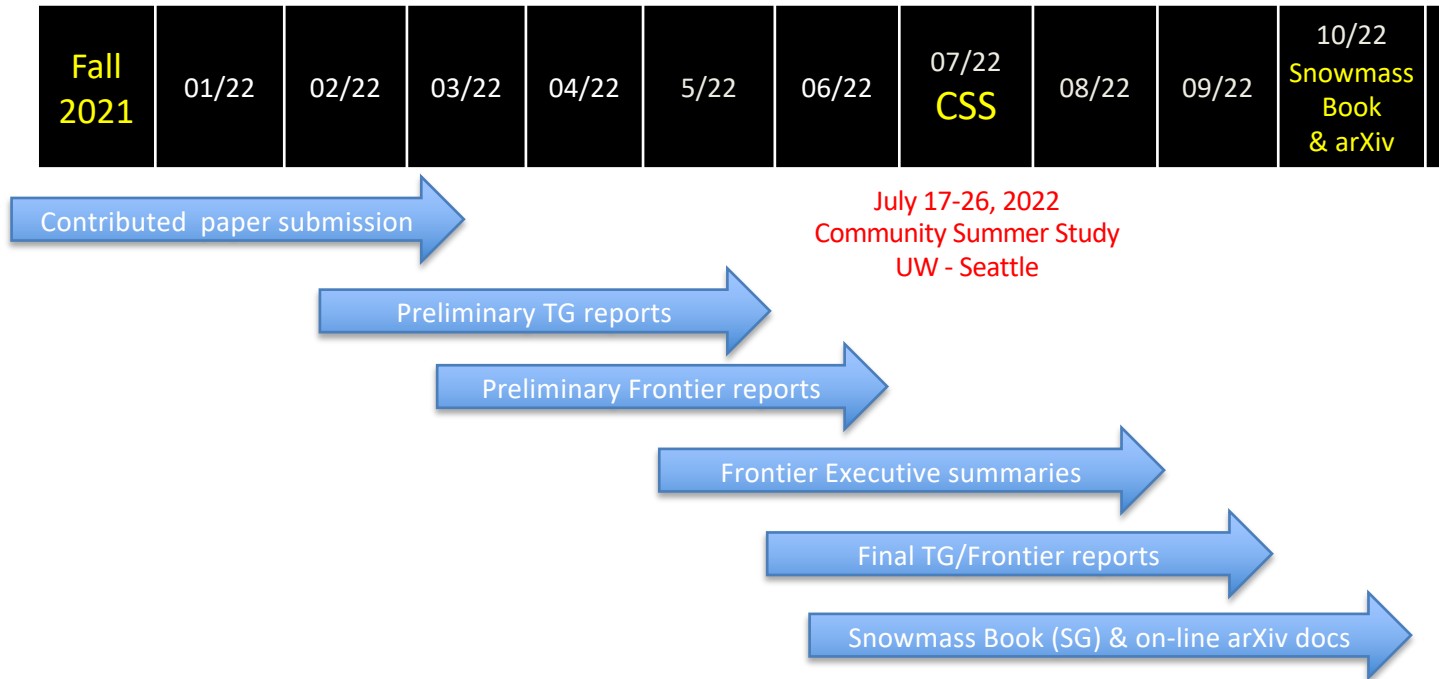 Fall
2021
01/22
02/22
03/22
04/22
5/22
06/22
07/22
CSS
08/22
09/22
10/22
Snowmass
Book
& arXiv
Contributed  paper submission
July 17-26, 2022
Community Summer Study
UW - Seattle
Preliminary TG reports
Preliminary Frontier reports
Frontier Executive summaries
Final TG/Frontier reports
Snowmass Book (SG) & on-line arXiv docs